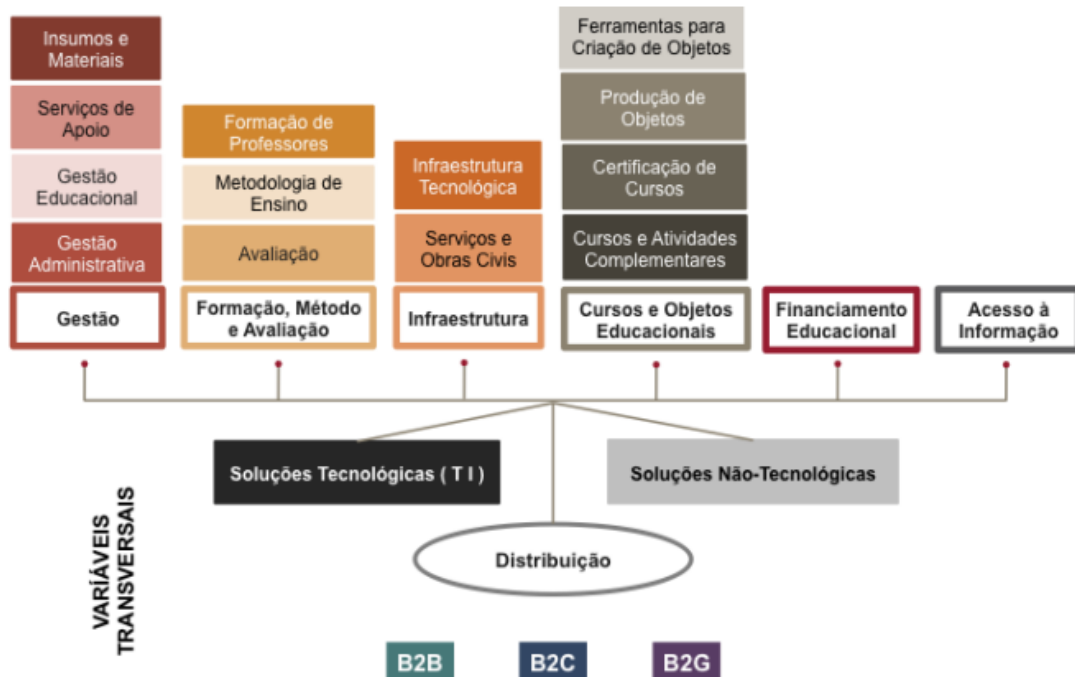 Insumos e
Materiais
Serviços de
Apoio
Gestão
Educacional
Gestão
Administrativa
Gestão
Formação de
Professores
Metodologia de
Ensino
Avaliação
Formação, Método
e Avaliação
Infraestrutura
Tecnológica
Serviços e
Obras Civis
Infraestrutura
Ferramentas para
Criação de Objetos
Produção de
Objetos
Certificação de
Cursos
Cursos e Atividades
Complementares
Cursos e Objetos
Educacionais
Financiamento
Educacional
Acesso à
Informação
Soluções Tecnológicas ( T I )
Soluções Não-Tecnológicas
Distribuição
VARÍAVEIS
TRANSVERSAIS
B2B
B2C
B2G